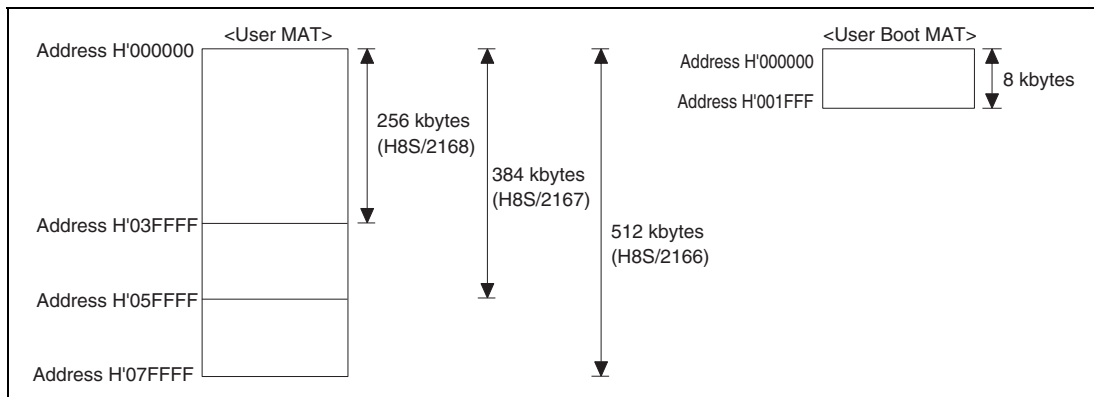 <User MAT>
Address H'000000
256 kbytes
(H8S/2168)
384 kbytes
(H8S/2167)
512 kbytes
(H8S/2166)
Address H'03FFFF
Address H'05FFFF
Address H'07FFFF
<User Boot MAT>
Address H'000000
8 kbytes
Address H'001FFF